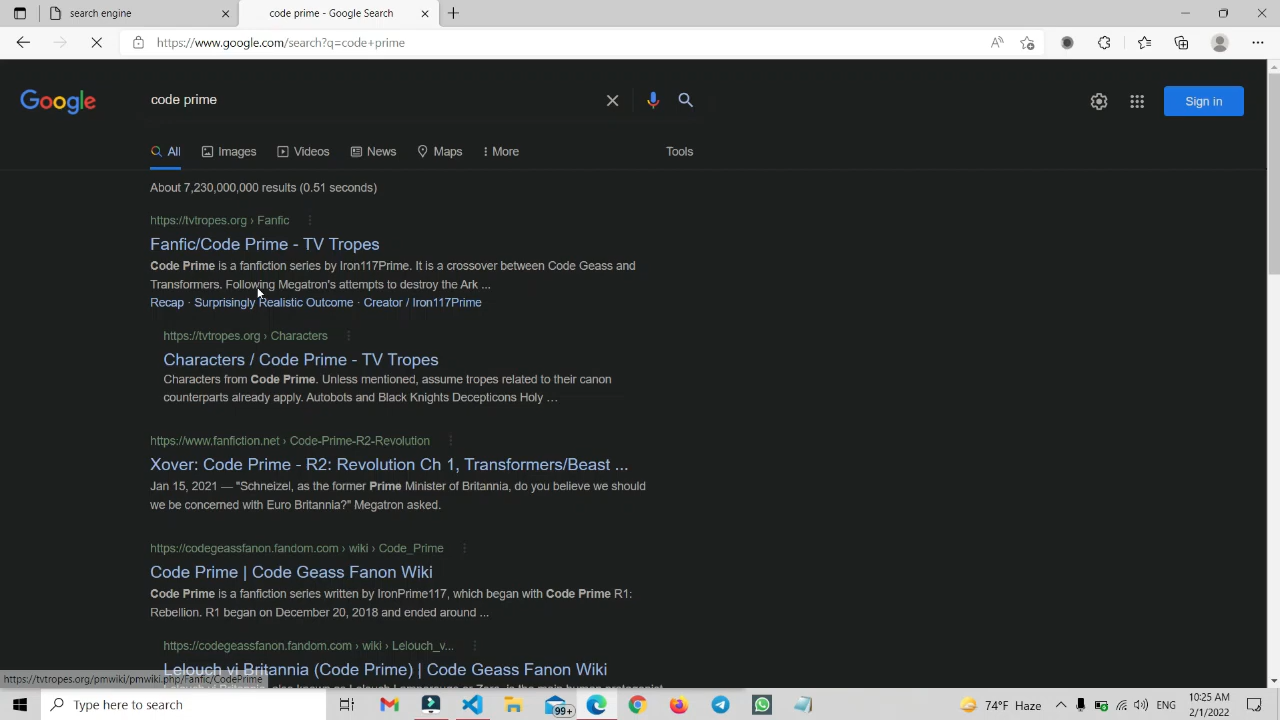 search engine
code prime - Google Search
https://www.google.com/search?q=code+prime
Google
code prime
Sign in
All
Images
Videos
News
Maps
More
Tools
About 7,230,000,000 results (0.51 seconds)
https://tvtropes.org › Fanfic
Fanfic/Code Prime - TV Tropes
Code Prime is a fanfiction series by Iron117Prime. It is a crossover between Code Geass and
Transformers. Following Megatron's attempts to destroy the Ark ...
Recap · Surprisingly Realistic Outcome · Creator / Iron117Prime
https://tvtropes.org › Characters
Characters / Code Prime - TV Tropes
Characters from Code Prime. Unless mentioned, assume tropes related to their canon
counterparts already apply. Autobots and Black Knights Decepticons Holy …
https://www.fanfiction.net › Code-Prime-R2-Revolution
Xover: Code Prime - R2: Revolution Ch 1, Transformers/Beast ...
Jan 15, 2021 — "Schneizel, as the former Prime Minister of Britannia, do you believe we should
we be concerned with Euro Britannia?" Megatron asked.
https://codegeassfanon.fandom.com › wiki › Code_Prime
Code Prime | Code Geass Fanon Wiki
Code Prime is a fanfiction series written by IronPrime117, which began with Code Prime R1:
Rebellion. R1 began on December 20, 2018 and ended around ...
https://codegeassfanon.fandom.com › wiki › Lelouch_v...
Lelouch vi Britannia (Code Prime) | Code Geass Fanon Wiki
https://tvtropes.org/pmwiki/pmwiki.php/Fanfic/CodePrime
Type here to search
99+
74°F Haze
ENG
10:25 AM
2/1/2022